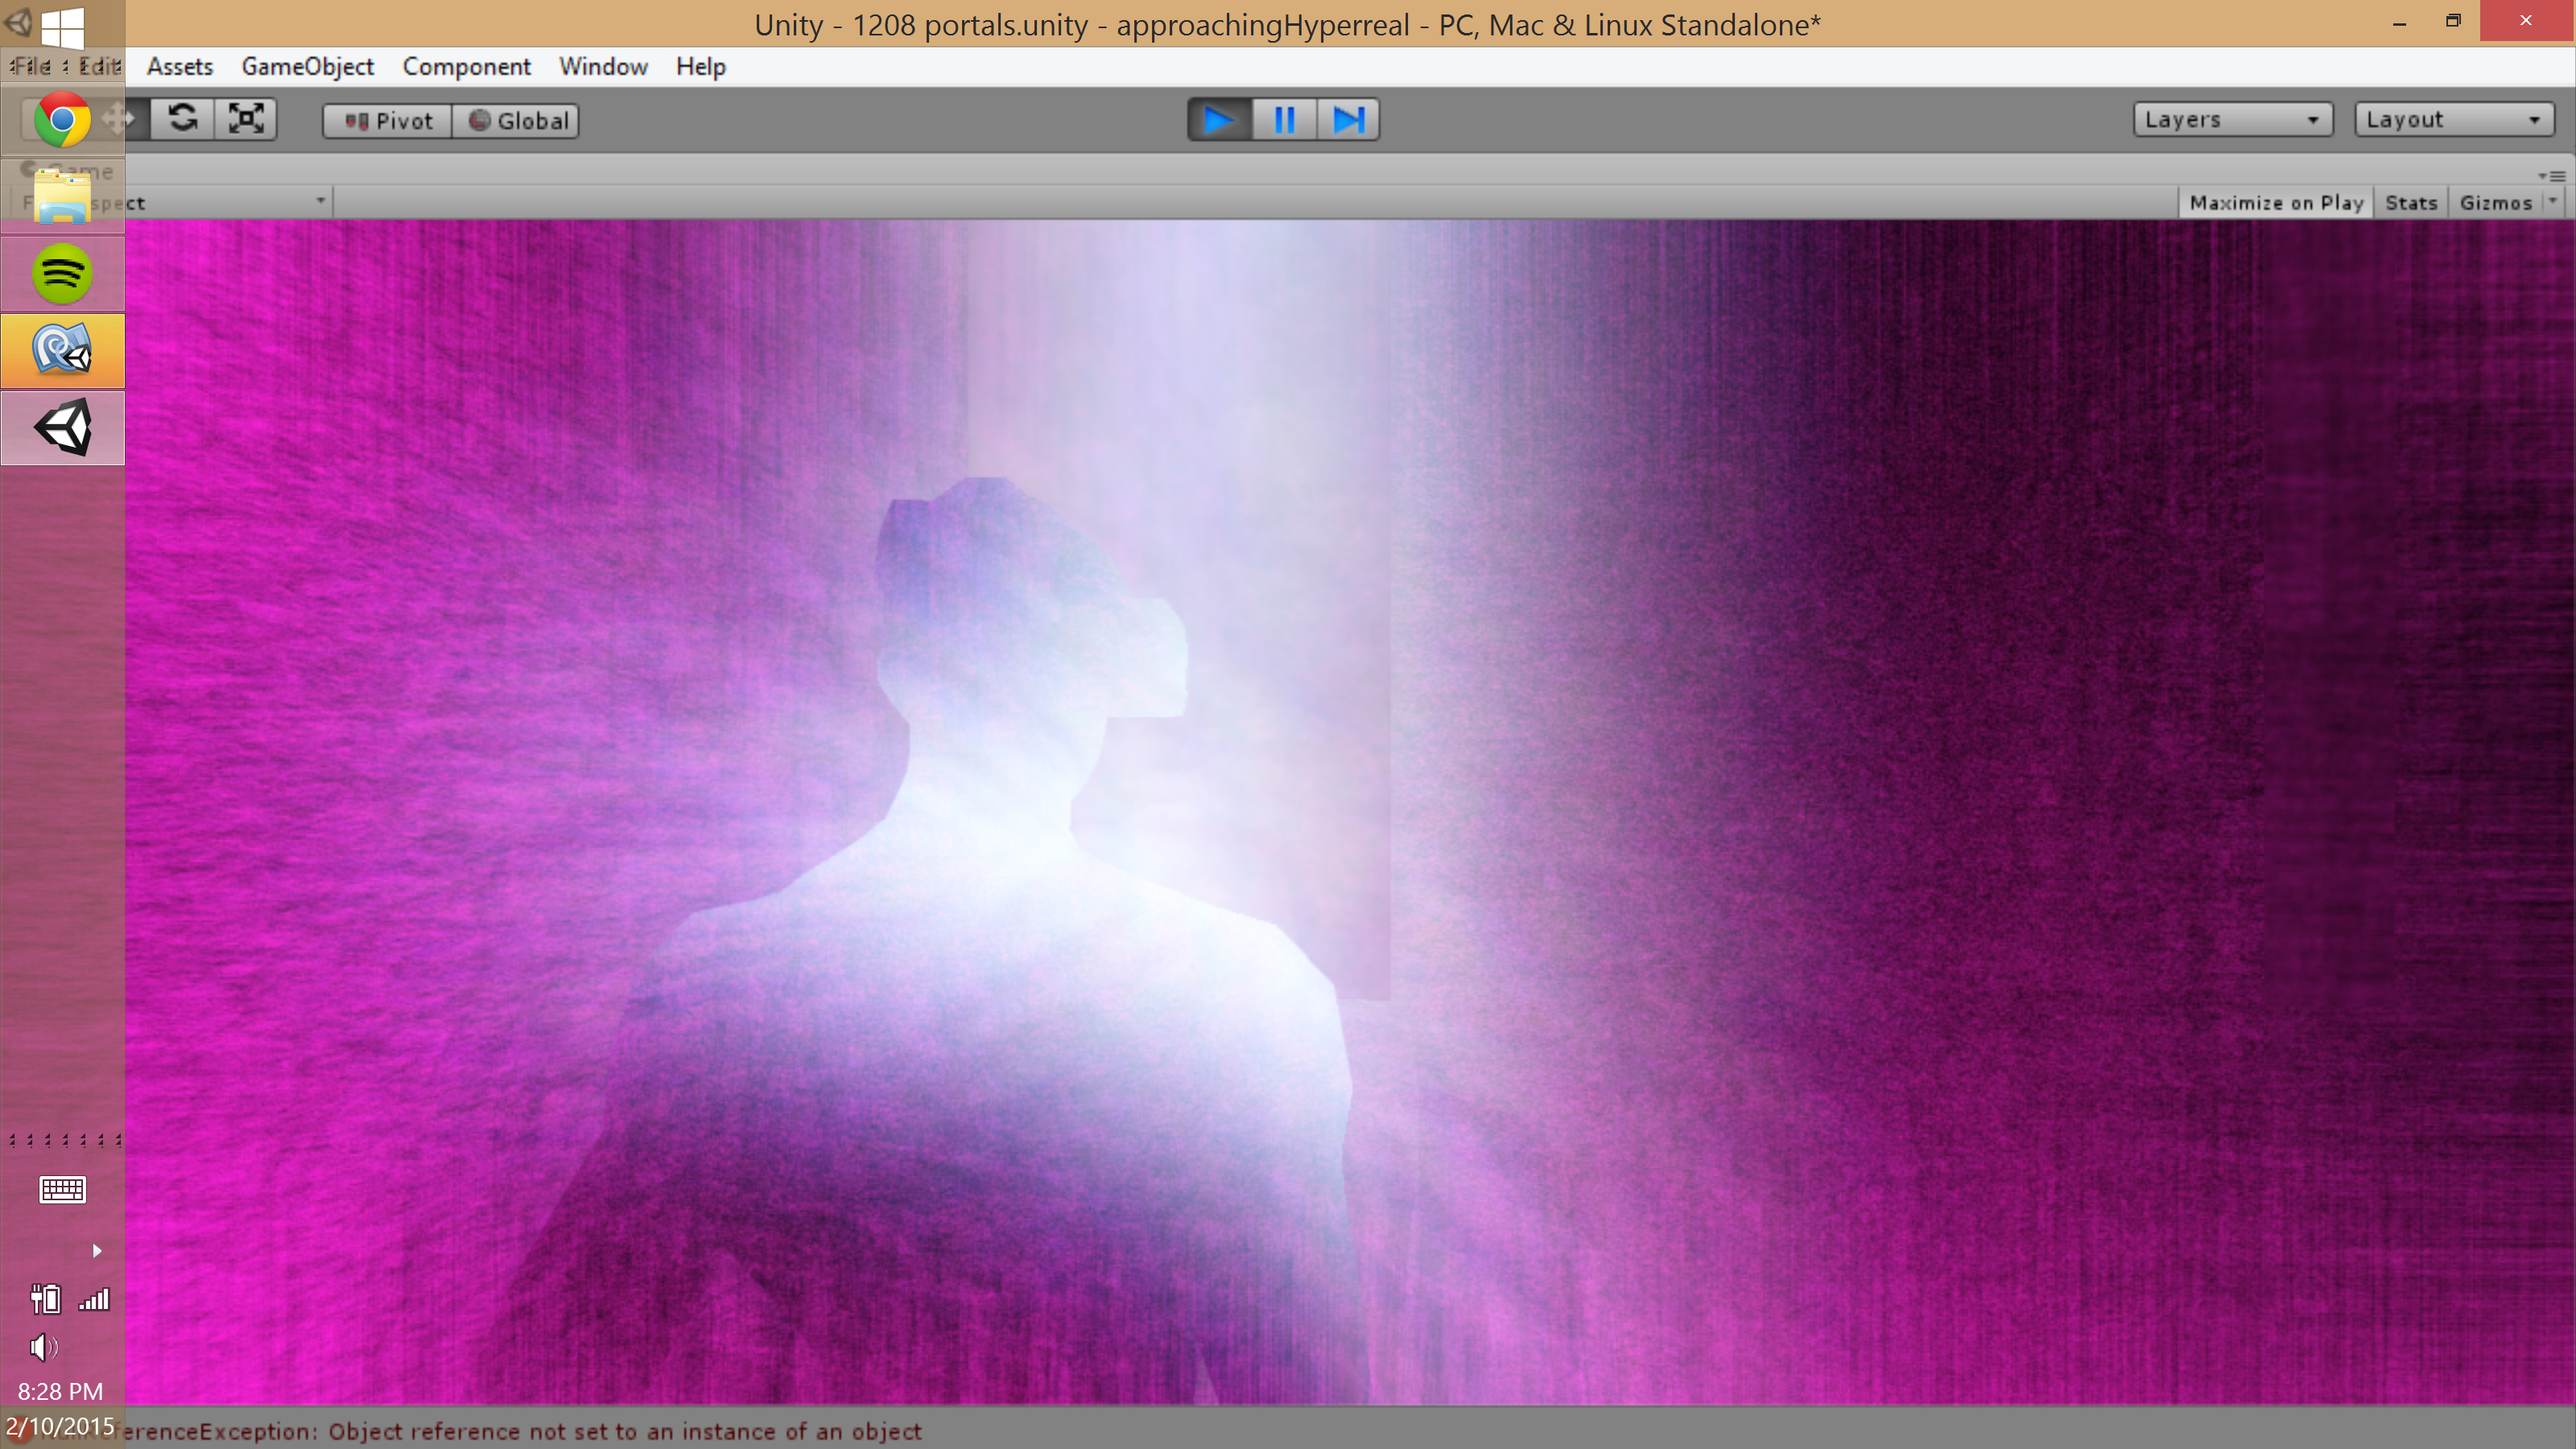 Unity - 1208 portals.unity - approachingHyperreal - PC, Mac & Linux Standalone*
File Edit Assets GameObject Component Window Help
Pivot Global Layers Layout
Game
Maximize on Play Stats Gizmos
8:28 PM
2/10/2015
erenceException: Object reference not set to an instance of an object